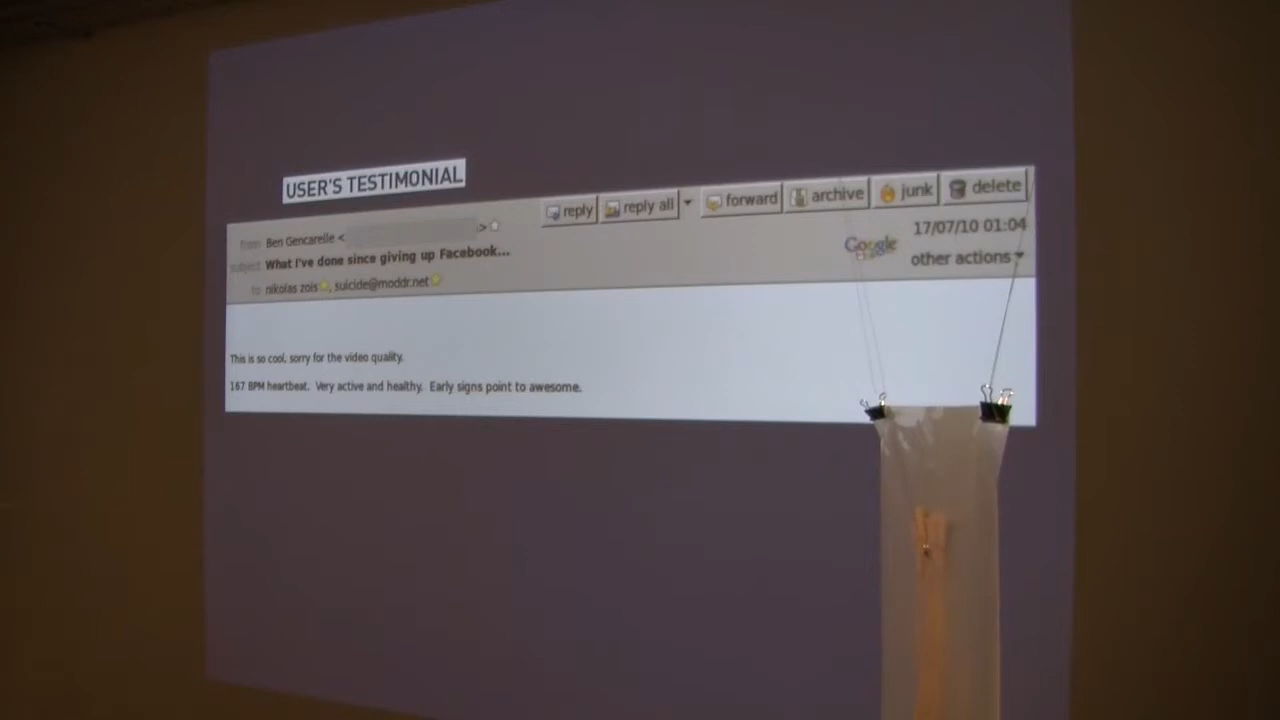 USER'S TESTIMONIAL
reply reply all forward archive junk delete
from Ben Gencarelle < >
17/07/10 01:04
subject What I've done since giving up Facebook...
Google
other actions
to nikolas zois, suicide@moddr.net
This is so cool, sorry for the video quality.
167 BPM heartbeat. Very active and healthy. Early signs point to awesome.